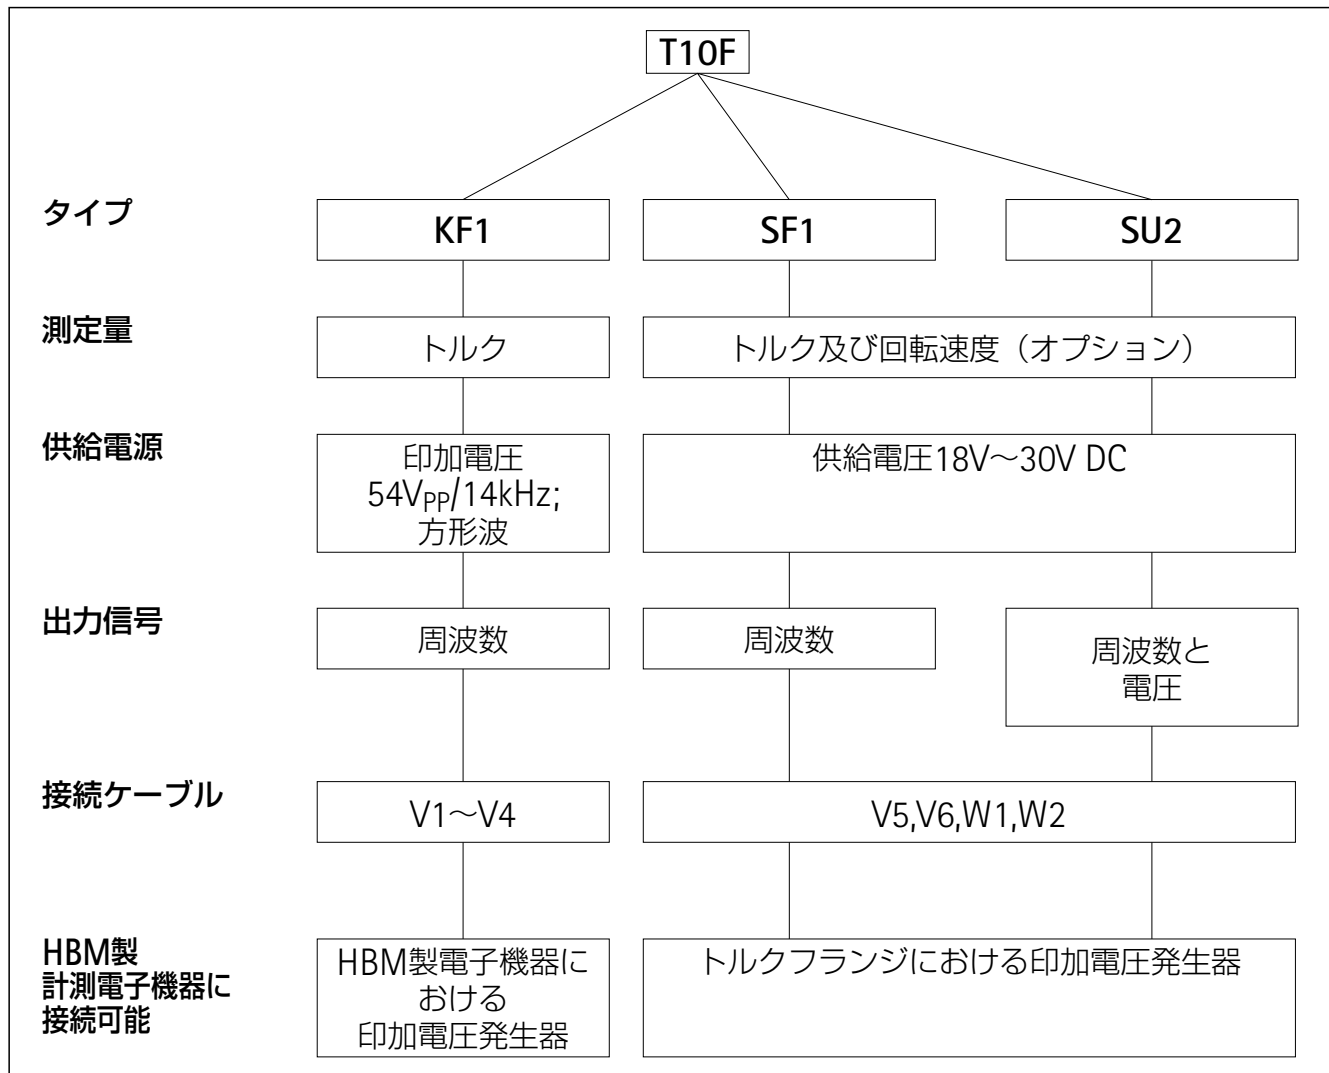 T10F
タイプ
KF1
SF1
SU2
測定量
トルク
トルク及び回転速度（オプション）
供給電源
印加電圧
54VPP/14kHz;
方形波
供給電圧18V～30V DC
出力信号
周波数
周波数
周波数と
電圧
接続ケーブル
V1～V4
V5,V6,W1,W2
HBM製
計測電子機器に
接続可能
HBM製電子機器に
おける
印加電圧発生器
トルクフランジにおける印加電圧発生器